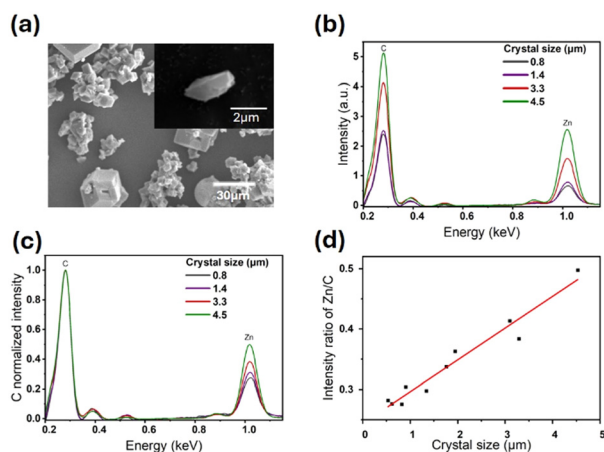 (a)
2µm
30µm
(b)
Crystal size (µm)
0.8
1.4
3.3
4.5
C
Zn
Intensity (a.u.)
5
4
3
2
1
0
0.2 0.4 0.6 0.8 1.0
Energy (keV)
(c)
Crystal size (µm)
0.8
1.4
3.3
4.5
C
Zn
C normalized intensity
1.0
0.8
0.6
0.4
0.2
0.0
0.2 0.4 0.6 0.8 1.0
Energy (keV)
(d)
Intensity ratio of Zn/C
0.5
0.4
0.3
0 1 2 3 4 5
Crystal size (µm)